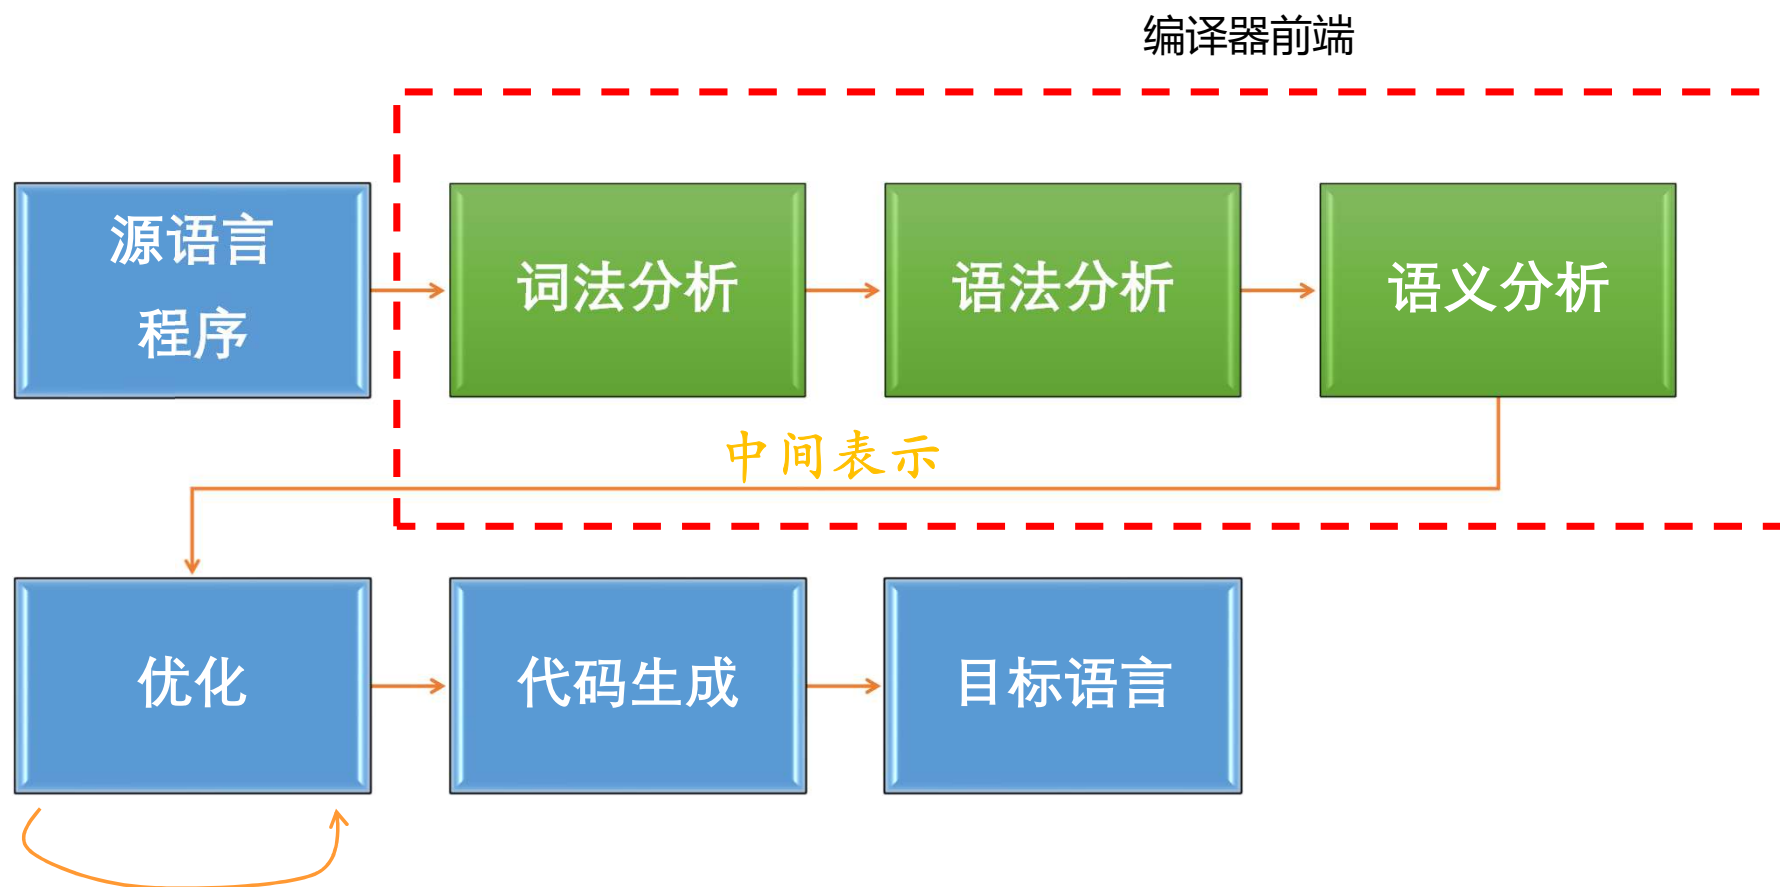 编译器前端
源语言
程序
词法分析
语法分析
语义分析
中间表示
优化
代码生成
目标语言